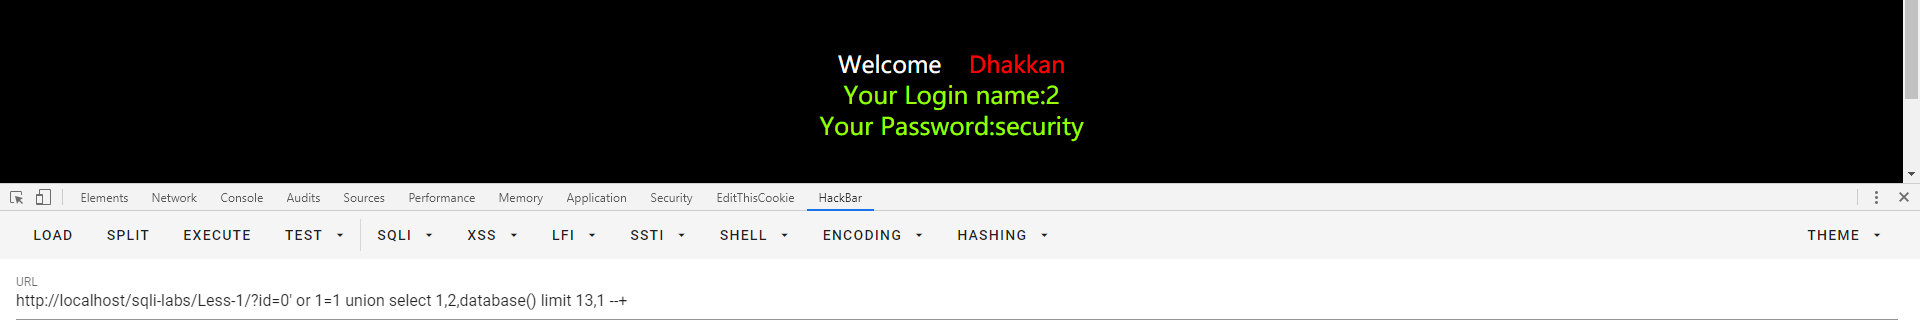 Welcome Dhakkan
Your Login name:2
Your Password:security
Elements Network Console Audits Sources Performance Memory Application Security EditThisCookie HackBar
LOAD SPLIT EXECUTE TEST SQLI XSS LFI SSTI SHELL ENCODING HASHING THEME
URL
http://localhost/sqli-labs/Less-1/?id=0' or 1=1 union select 1,2,database() limit 13,1 --+